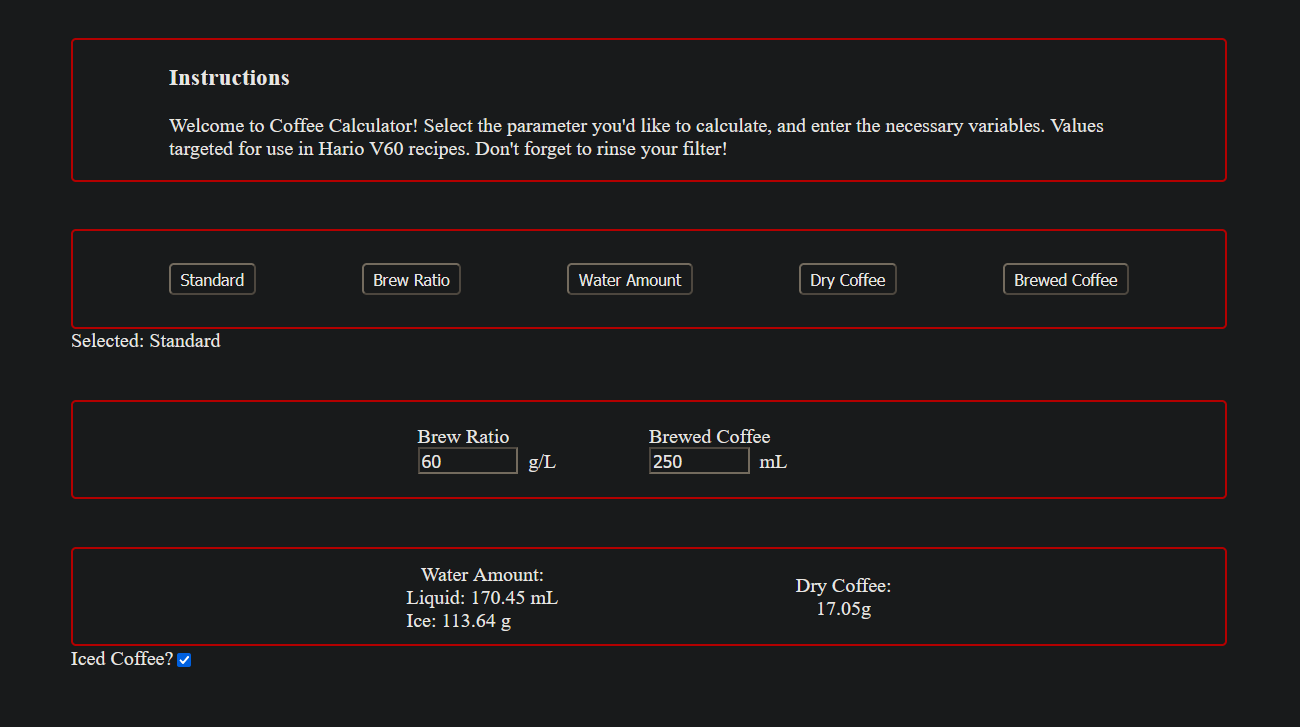 Instructions
Welcome to Coffee Calculator! Select the parameter you'd like to calculate, and enter the necessary variables. Values
targeted for use in Hario V60 recipes. Don't forget to rinse your filter!
Standard
Brew Ratio
Water Amount
Dry Coffee
Brewed Coffee
Selected: Standard
Brew Ratio
60 g/L
Brewed Coffee
250 mL
Water Amount:
Liquid: 170.45 mL
Ice: 113.64 g
Dry Coffee:
17.05g
Iced Coffee?